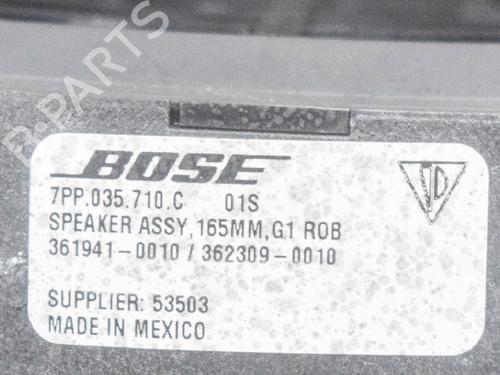 B-PARTS
BOSE
7PP.035.710.C 01S
SPEAKER ASSY,165MM,G1 ROB
361941-0010 / 362309-0010
SUPPLIER: 53503
MADE IN MEXICO